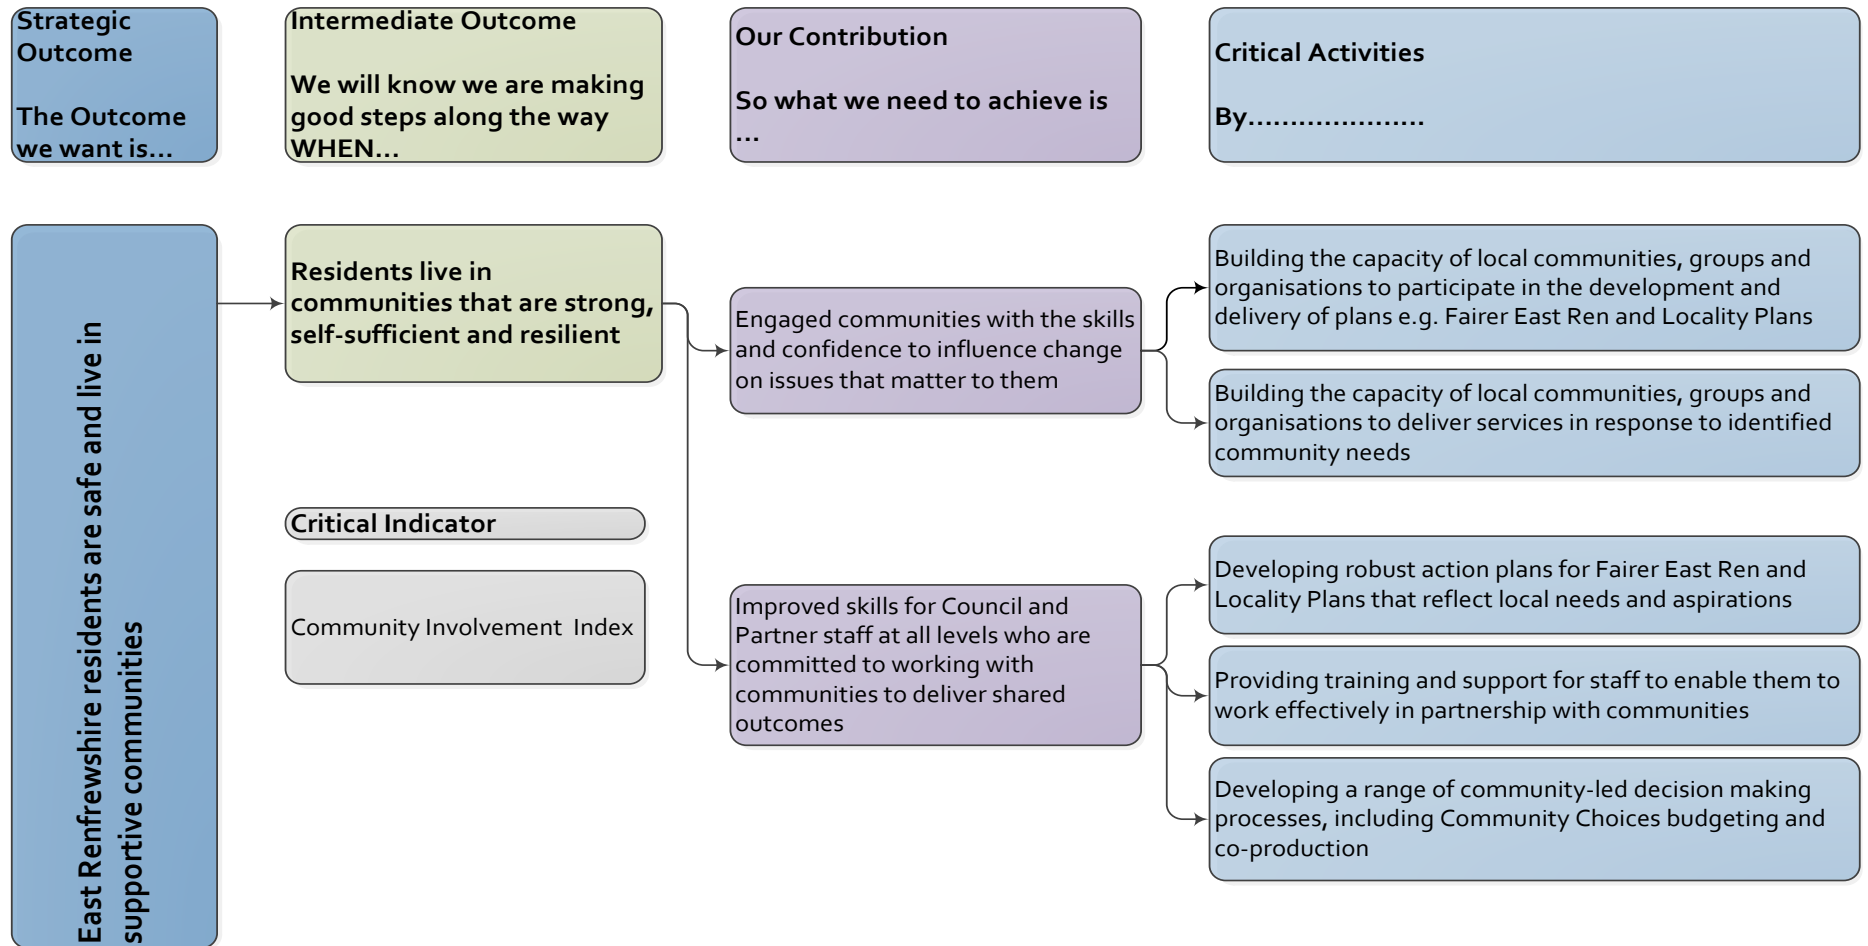 Strategic
Outcome
The Outcome
we want is...
Intermediate Outcome
We will know we are making
good steps along the way
WHEN...
Our Contribution
So what we need to achieve is
...
Critical Activities
By.....................
East Renfrewshire residents are safe and live in
supportive communities
Residents live in
communities that are strong,
self-sufficient and resilient
Critical Indicator
Community Involvement  Index
Engaged communities with the skills
and confidence to influence change
on issues that matter to them
Improved skills for Council and
Partner staff at all levels who are
committed to working with
communities to deliver shared
outcomes
Building the capacity of local communities, groups and
organisations to participate in the development and
delivery of plans e.g. Fairer East Ren and Locality Plans
Building the capacity of local communities, groups and
organisations to deliver services in response to identified
community needs
Developing robust action plans for Fairer East Ren and
Locality Plans that reflect local needs and aspirations
Providing training and support for staff to enable them to
work effectively in partnership with communities
Developing a range of community-led decision making
processes, including Community Choices budgeting and
co-production